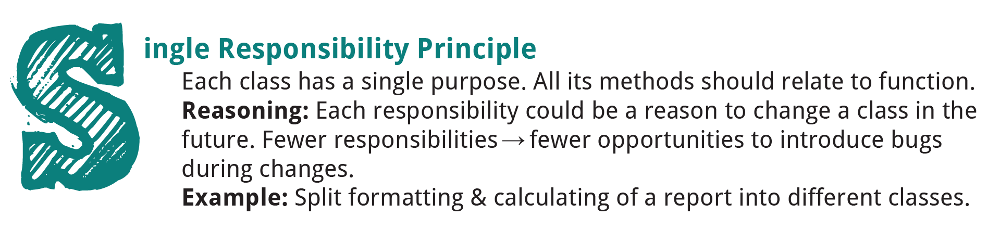 Single Responsibility Principle
Each class has a single purpose. All its methods should relate to function.
Reasoning: Each responsibility could be a reason to change a class in the
future. Fewer responsibilities → fewer opportunities to introduce bugs
during changes.
Example: Split formatting & calculating of a report into different classes.